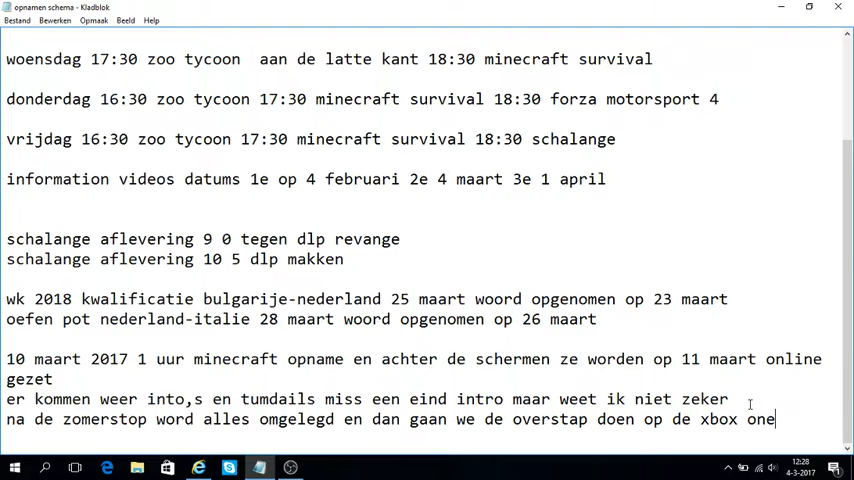 opnamen schema - Kladblok
Bestand Bewerken Opmaak Beeld Help
woensdag 17:30 zoo tycoon  aan de latte kant 18:30 minecraft survival
donderdag 16:30 zoo tycoon 17:30 minecraft survival 18:30 forza motorsport 4
vrijdag 16:30 zoo tycoon 17:30 minecraft survival 18:30 schalange
information videos datums 1e op 4 februari 2e 4 maart 3e 1 april
schalange aflevering 9 0 tegen dlp revange
schalange aflevering 10 5 dlp makken
wk 2018 kwalificatie bulgarije-nederland 25 maart woord opgenomen op 23 maart
oefen pot nederland-italie 28 maart woord opgenomen op 26 maart
10 maart 2017 1 uur minecraft opname en achter de schermen ze worden op 11 maart online
gezet
er kommen weer into,s en tumdails miss een eind intro maar weet ik niet zeker
na de zomerstop word alles omgelegd en dan gaan we de overstap doen op de xbox one
12:28
4-3-2017